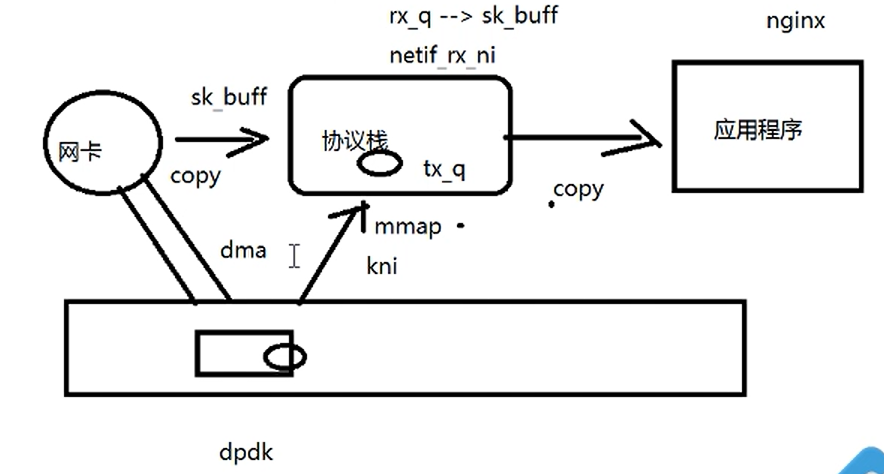 rx_q --> sk_buff
nginx
netif_rx_ni
sk_buff
网卡
协议栈
应用程序
copy
tx_q
copy
mmap
dma
kni
dpdk